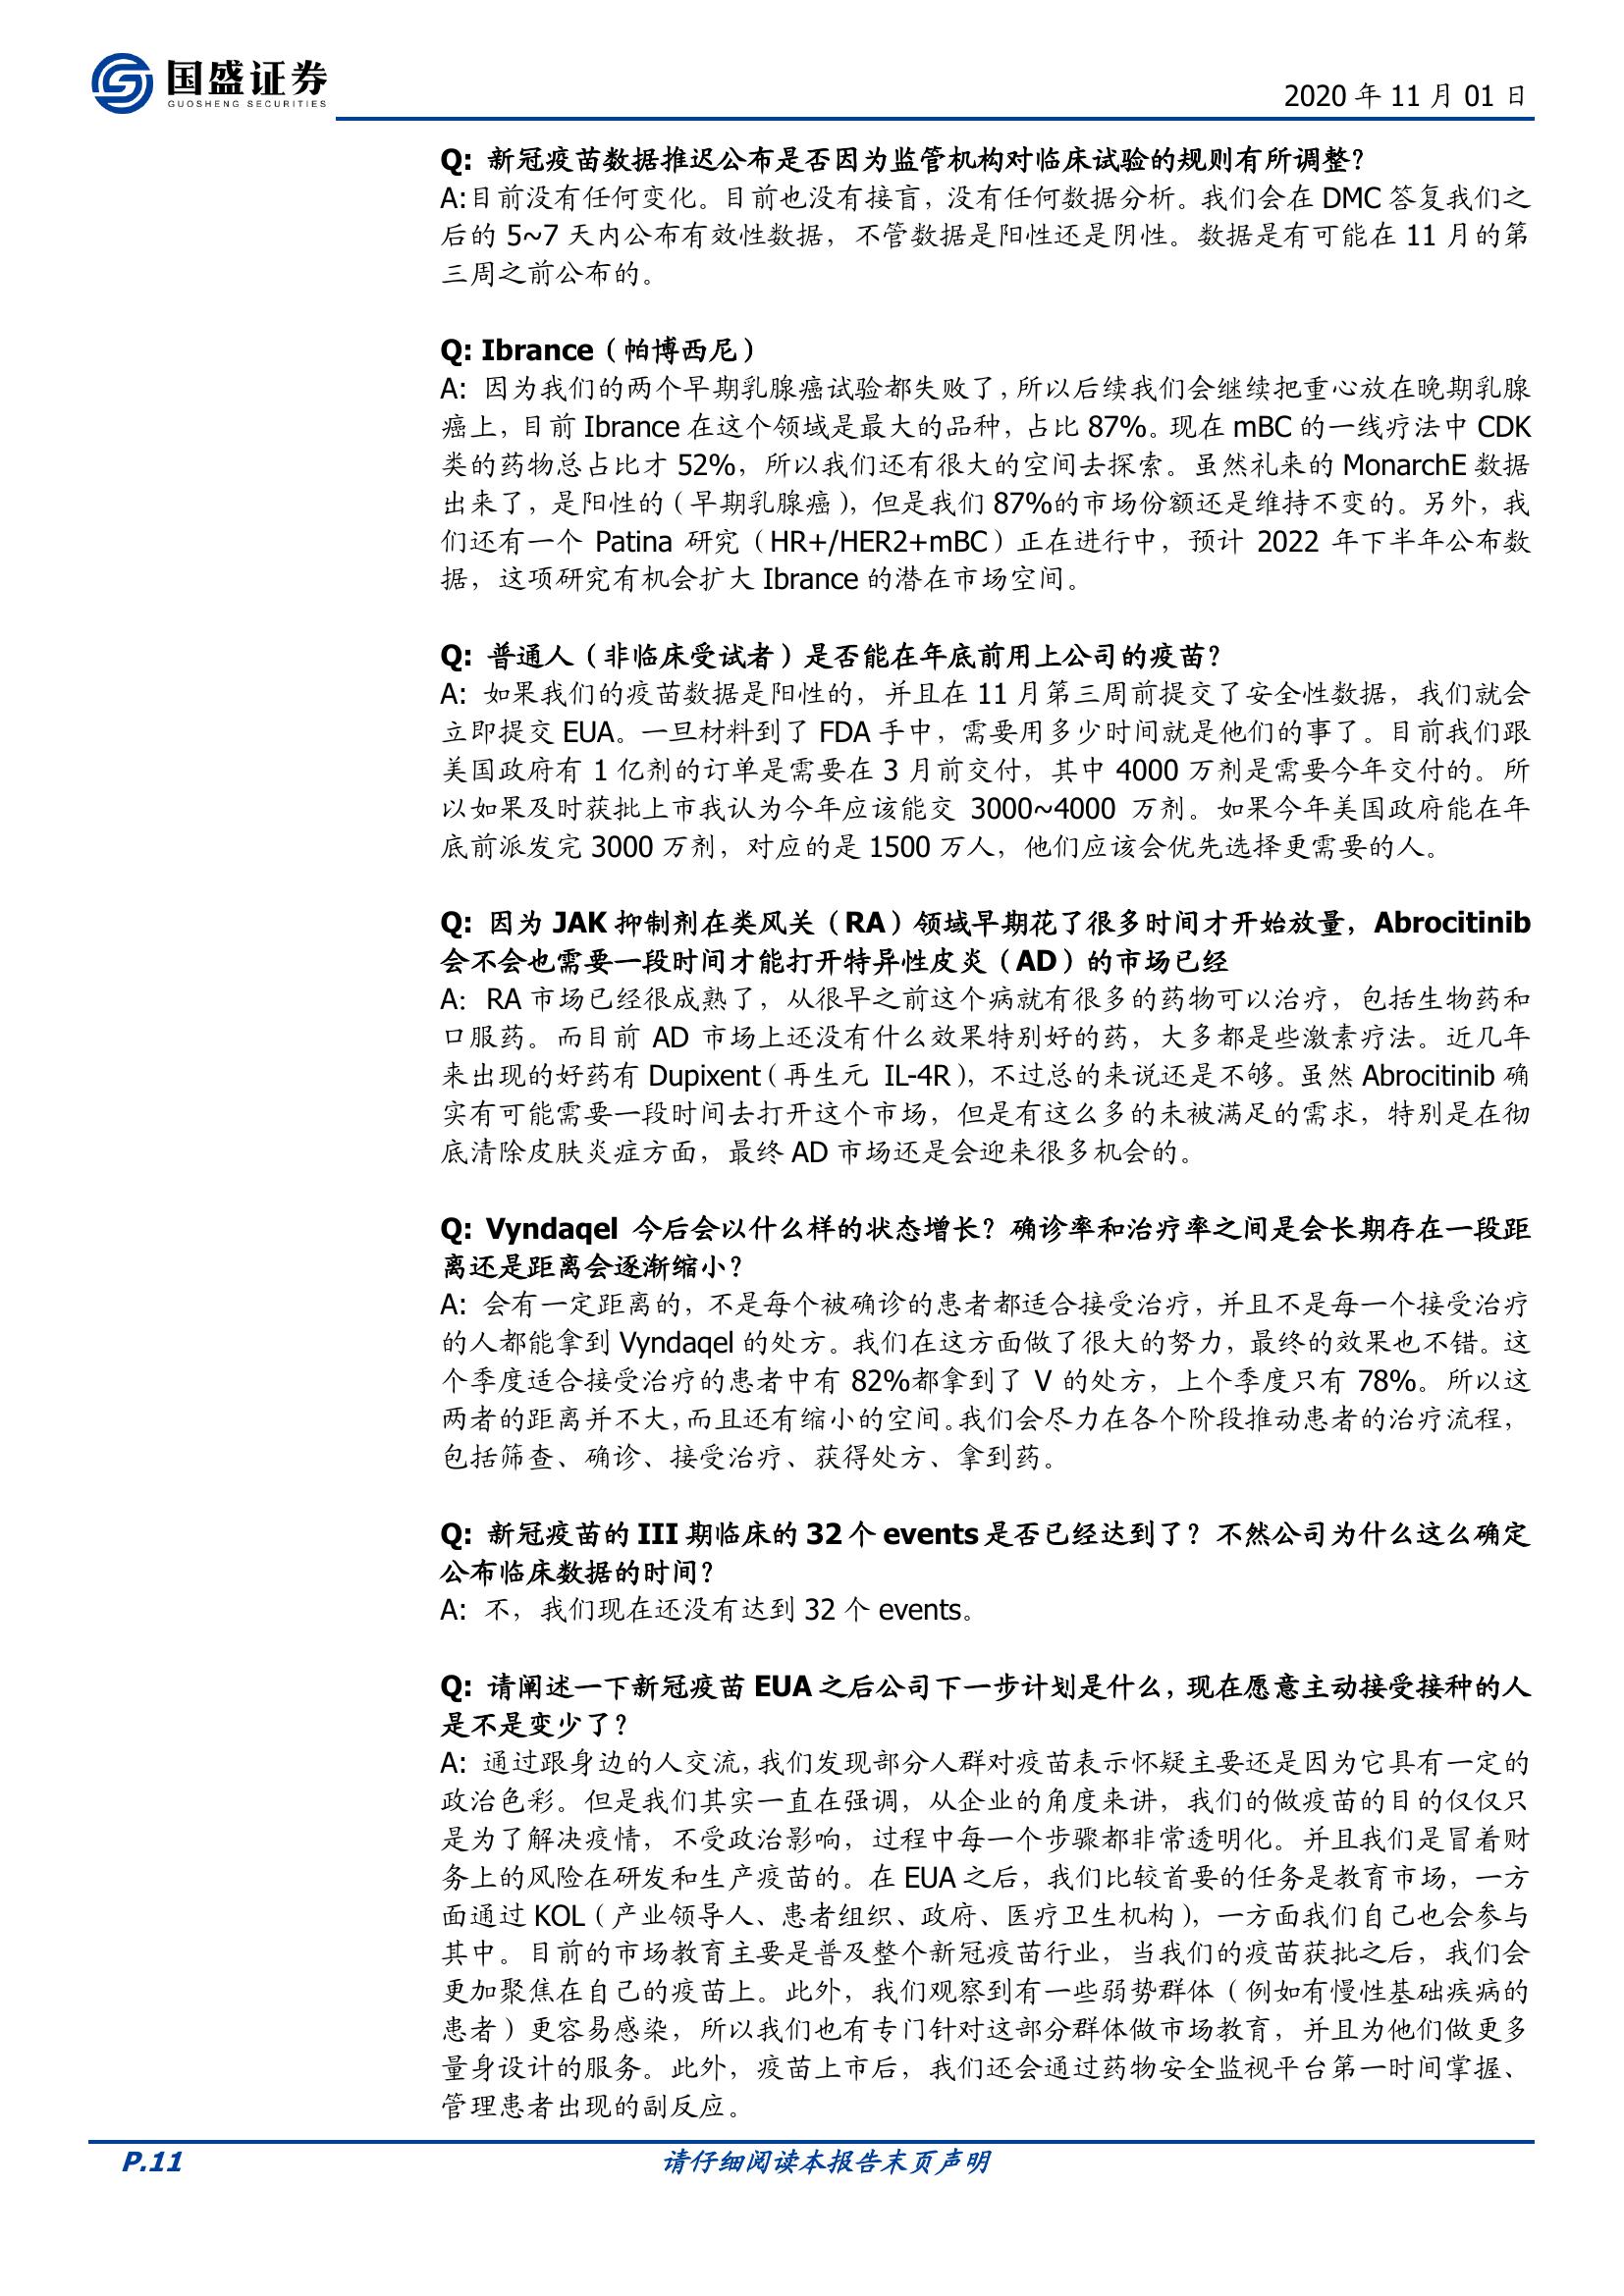 国盛证券
GUOSHENG SECURITIES
2020 年 11 月 01 日
Q: 新冠疫苗数据推迟公布是否因为监管机构对临床试验的规则有所调整？
A:目前没有任何变化。目前也没有接盲，没有任何数据分析。我们会在 DMC 答复我们之
后的 5~7 天内公布有效性数据，不管数据是阳性还是阴性。数据是有可能在 11 月的第
三周之前公布的。
Q: Ibrance（帕博西尼）
A: 因为我们的两个早期乳腺癌试验都失败了，所以后续我们会继续把重心放在晚期乳腺
癌上，目前 Ibrance 在这个领域是最大的品种，占比 87%。现在 mBC 的一线疗法中 CDK
类的药物总占比才 52%，所以我们还有很大的空间去探索。虽然礼来的 MonarchE 数据
出来了，是阳性的（早期乳腺癌），但是我们 87%的市场份额还是维持不变的。另外，我
们还有一个 Patina 研究（HR+/HER2+mBC）正在进行中，预计 2022 年下半年公布数
据，这项研究有机会扩大 Ibrance 的潜在市场空间。
Q: 普通人（非临床受试者）是否能在年底前用上公司的疫苗？
A: 如果我们的疫苗数据是阳性的，并且在 11 月第三周前提交了安全性数据，我们就会
立即提交 EUA。一旦材料到了 FDA 手中，需要用多少时间就是他们的事了。目前我们跟
美国政府有 1 亿剂的订单是需要在 3 月前交付，其中 4000 万剂是需要今年交付的。所
以如果及时获批上市我认为今年应该能交 3000~4000 万剂。如果今年美国政府能在年
底前派发完 3000 万剂，对应的是 1500 万人，他们应该会优先选择更需要的人。
Q: 因为 JAK 抑制剂在类风关（RA）领域早期花了很多时间才开始放量，Abrocitinib
会不会也需要一段时间才能打开特异性皮炎（AD）的市场已经
A: RA 市场已经很成熟了，从很早之前这个病就有很多的药物可以治疗，包括生物药和
口服药。而目前 AD 市场上还没有什么效果特别好的药，大多都是些激素疗法。近几年
来出现的好药有 Dupixent（再生元 IL-4R），不过总的来说还是不够。虽然 Abrocitinib 确
实有可能需要一段时间去打开这个市场，但是有这么多的未被满足的需求，特别是在彻
底清除皮肤炎症方面，最终 AD 市场还是会迎来很多机会的。
Q: Vyndaqel 今后会以什么样的状态增长？确诊率和治疗率之间是会长期存在一段距
离还是距离会逐渐缩小？
A: 会有一定距离的，不是每个被确诊的患者都适合接受治疗，并且不是每一个接受治疗
的人都能拿到 Vyndaqel 的处方。我们在这方面做了很大的努力，最终的效果也不错。这
个季度适合接受治疗的患者中有 82%都拿到了 V 的处方，上个季度只有 78%。所以这
两者的距离并不大，而且还有缩小的空间。我们会尽力在各个阶段推动患者的治疗流程，
包括筛查、确诊、接受治疗、获得处方、拿到药。
Q: 新冠疫苗的 III 期临床的 32 个 events 是否已经达到了？不然公司为什么这么确定
公布临床数据的时间？
A: 不，我们现在还没有达到 32 个 events。
Q: 请阐述一下新冠疫苗 EUA 之后公司下一步计划是什么，现在愿意主动接受接种的人
是不是变少了？
A: 通过跟身边的人交流，我们发现部分人群对疫苗表示怀疑主要还是因为它具有一定的
政治色彩。但是我们其实一直在强调，从企业的角度来讲，我们的做疫苗的目的仅仅只
是为了解决疫情，不受政治影响，过程中每一个步骤都非常透明化。并且我们是冒着财
务上的风险在研发和生产疫苗的。在 EUA 之后，我们比较首要的任务是教育市场，一方
面通过 KOL（产业领导人、患者组织、政府、医疗卫生机构），一方面我们自己也会参与
其中。目前的市场教育主要是普及整个新冠疫苗行业，当我们的疫苗获批之后，我们会
更加聚焦在自己的疫苗上。此外，我们观察到有一些弱势群体（例如有慢性基础疾病的
患者）更容易感染，所以我们也有专门针对这部分群体做市场教育，并且为他们做更多
量身设计的服务。此外，疫苗上市后，我们还会通过药物安全监视平台第一时间掌握、
管理患者出现的副反应。
P.11
请仔细阅读本报告末页声明